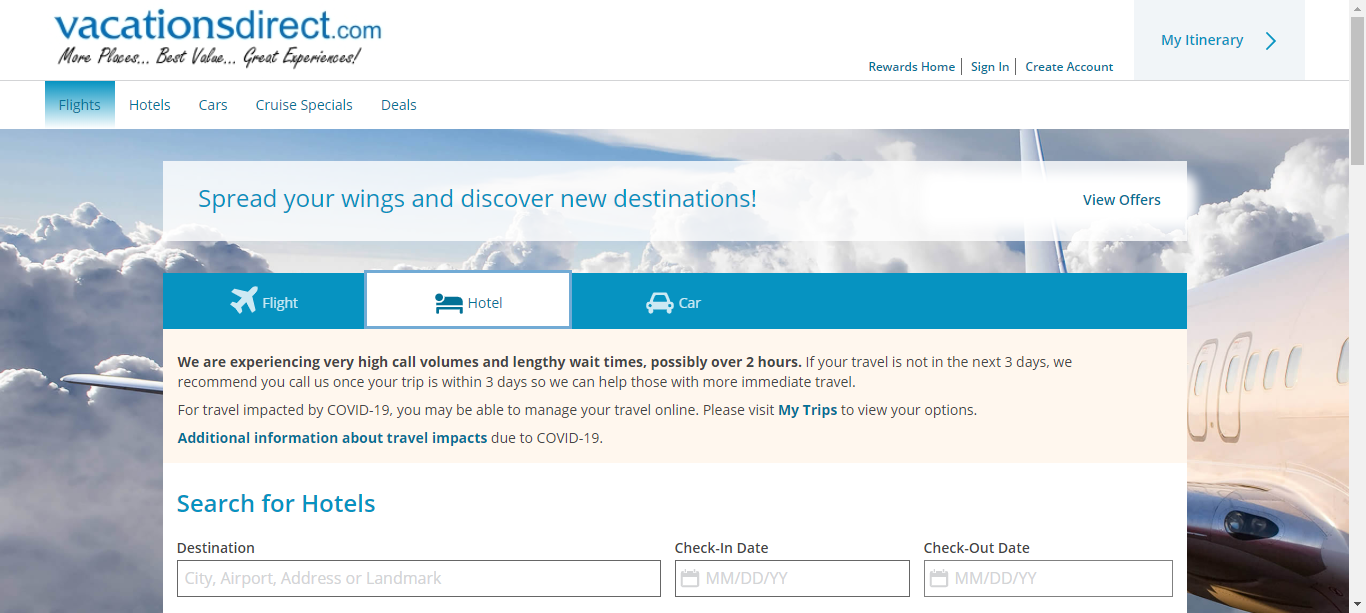 vacationsdirect.com
More Places... Best Value... Great Experiences!
My Itinerary
Rewards Home Sign In Create Account
Flights Hotels Cars Cruise Specials Deals
Spread your wings and discover new destinations!
View Offers
Flight Hotel Car
We are experiencing very high call volumes and lengthy wait times, possibly over 2 hours. If your travel is not in the next 3 days, we
recommend you call us once your trip is within 3 days so we can help those with more immediate travel.
For travel impacted by COVID-19, you may be able to manage your travel online. Please visit My Trips to view your options.
Additional information about travel impacts due to COVID-19.
Search for Hotels
Destination Check-In Date Check-Out Date
City, Airport, Address or Landmark MM/DD/YY MM/DD/YY